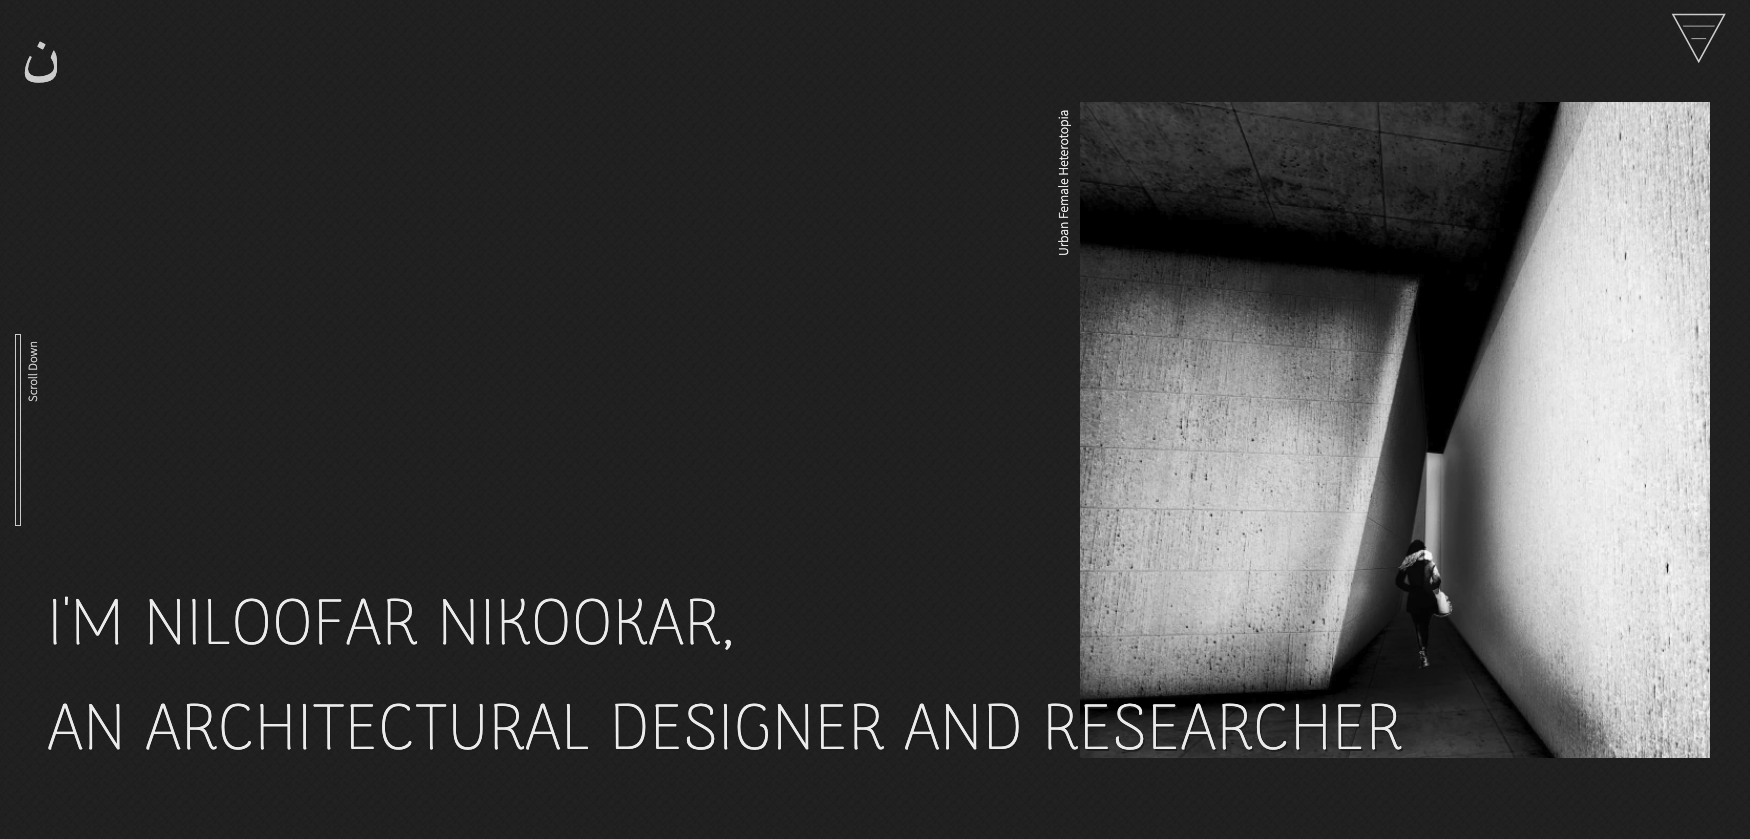 ن
Urban Female Heterotopia
Scroll Down
I'M NILOOFAR NIKOOKAR,
AN ARCHITECTURAL DESIGNER AND RESEARCHER